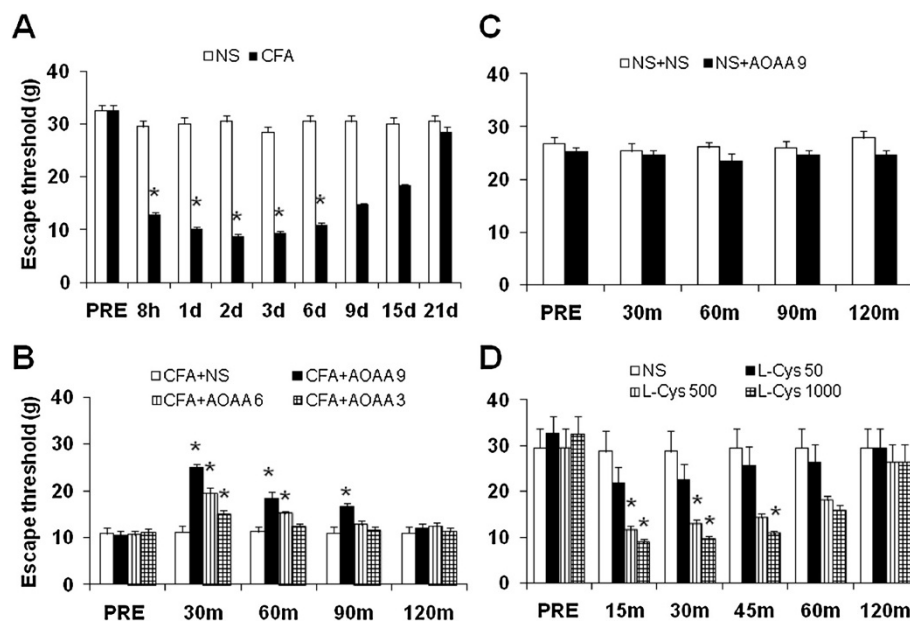 A
NS CFA
Escape threshold (g)
40
30
20
10
0
* * * * *
PRE 8h 1d 2d 3d 6d 9d 15d 21d
B
CFA+NS CFA+AOAA 9
CFA+AOAA 6 CFA+AOAA 3
Escape threshold (g)
40
30
20
10
0
* * * * * *
PRE 30m 60m 90m 120m
C
NS+NS NS+AOAA 9
40
30
20
10
0
PRE 30m 60m 90m 120m
D
NS L-Cys 50
L-Cys 500 L-Cys 1000
40
30
20
10
0
* * * * *
PRE 15m 30m 45m 60m 120m